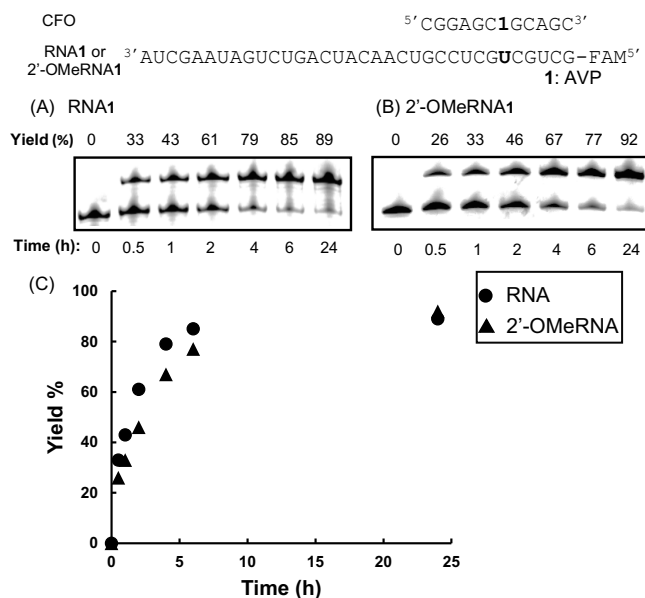 CFO 5'CGGAGC1GCAGC3'
RNA1 or
2'-OMeRNA1 3'AUCGAAUAGUCUGACUACAACUGCCUCGUCGUCG-FAM5'
1: AVP
(A) RNA1 (B) 2'-OMeRNA1
Yield (%) 0 33 43 61 79 85 89 0 26 33 46 67 77 92
Time (h): 0 0.5 1 2 4 6 24 0 0.5 1 2 4 6 24
(C)
RNA
2'-OMeRNA
100
80
60
40
20
0
Yield %
0 5 10 15 20 25
Time (h)